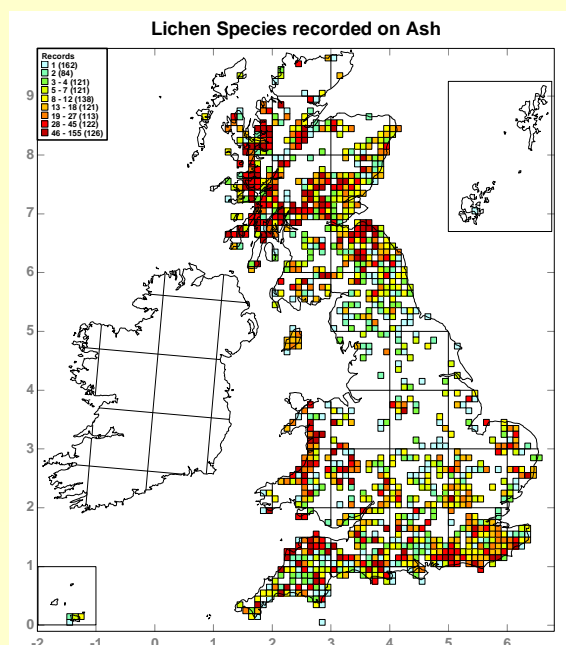 Lichen Species recorded on Ash
Records
1 (162)
2 (84)
3 - 4 (121)
5 - 7 (121)
8 - 12 (138)
13 - 18 (121)
19 - 27 (113)
28 - 45 (122)
46 - 155 (126)
9
8
7
6
5
4
3
2
1
0
-2 -1 0 1 2 3 4 5 6